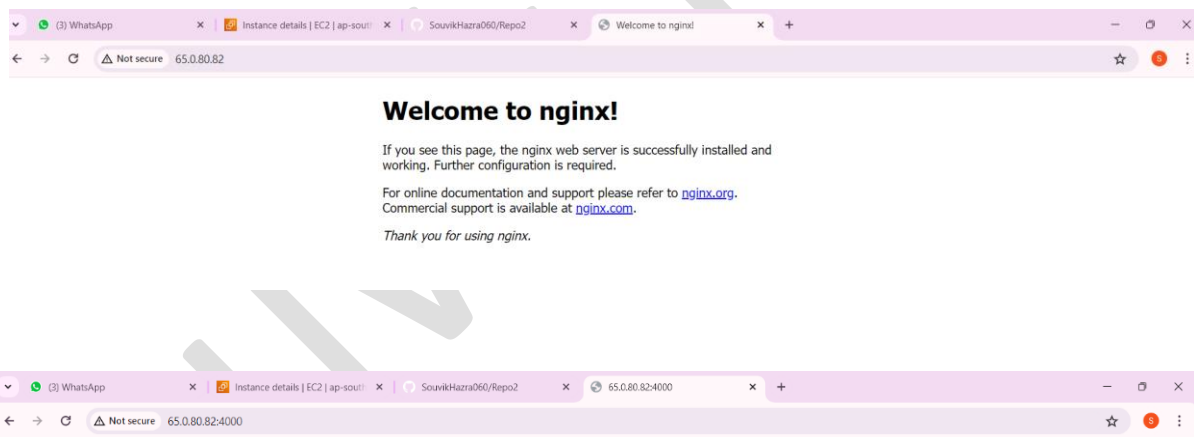 (3) WhatsApp
Instance details | EC2 | ap-sout
SouvikHazra060/Repo2
Welcome to nginx!
Not secure 65.0.80.82
S
Welcome to nginx!
If you see this page, the nginx web server is successfully installed and
working. Further configuration is required.
For online documentation and support please refer to nginx.org.
Commercial support is available at nginx.com.
Thank you for using nginx.
(3) WhatsApp
Instance details | EC2 | ap-sout
SouvikHazra060/Repo2
65.0.80.82:4000
Not secure 65.0.80.82:4000
S